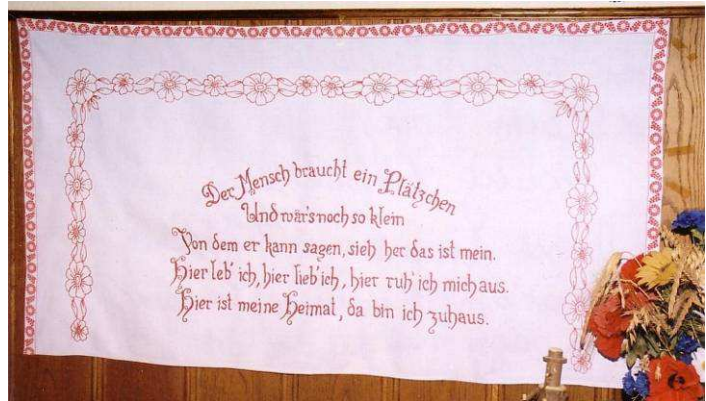 Der Mensch braucht ein Plätzchen
Und wär's noch so klein
Von dem er kann sagen, sieh her das ist mein.
Hier leb' ich, hier lieb' ich, hier ruh' ich mich aus.
Hier ist meine Heimat, da bin ich zuhaus.